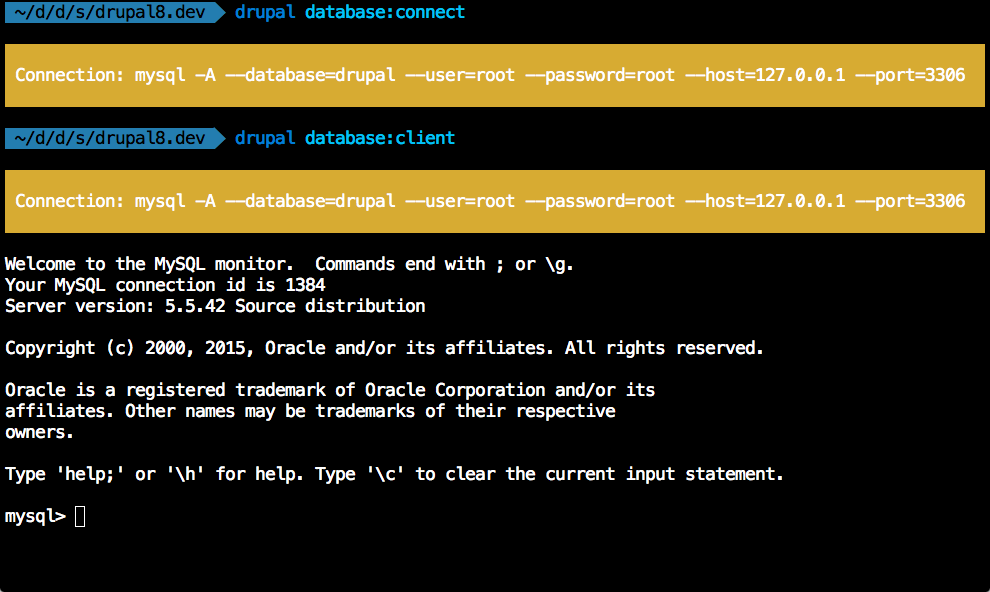 ~/d/d/s/drupal8.dev drupal database:connect
Connection: mysql -A --database=drupal --user=root --password=root --host=127.0.0.1 --port=3306
~/d/d/s/drupal8.dev drupal database:client
Connection: mysql -A --database=drupal --user=root --password=root --host=127.0.0.1 --port=3306
Welcome to the MySQL monitor.  Commands end with ; or \g.
Your MySQL connection id is 1384
Server version: 5.5.42 Source distribution
Copyright (c) 2000, 2015, Oracle and/or its affiliates. All rights reserved.
Oracle is a registered trademark of Oracle Corporation and/or its
affiliates. Other names may be trademarks of their respective
owners.
Type 'help;' or '\h' for help. Type '\c' to clear the current input statement.
mysql>